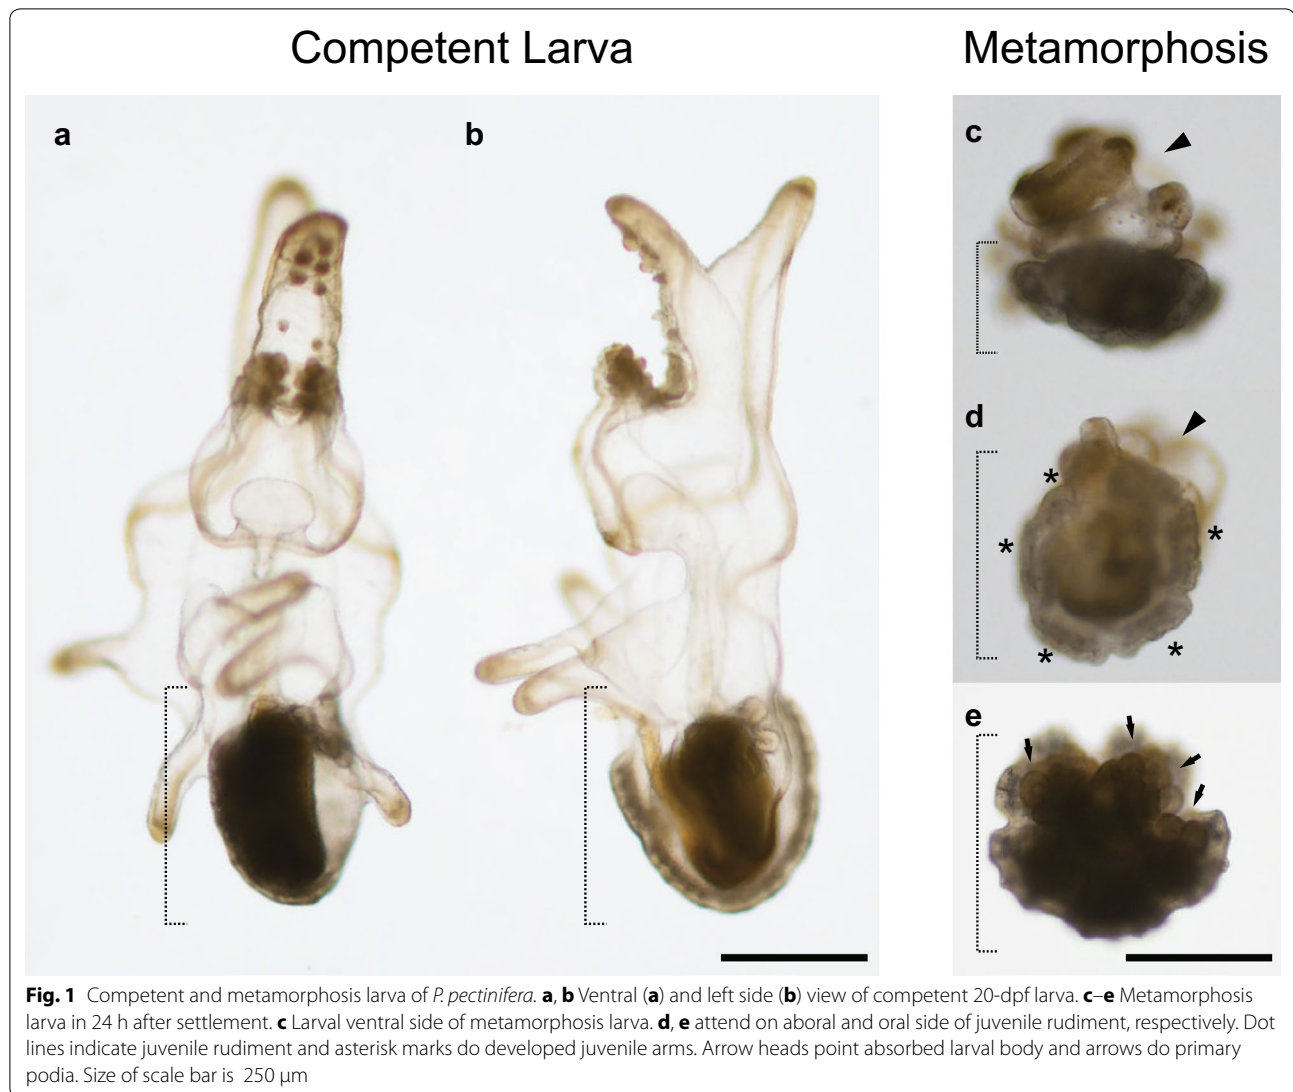 Competent Larva
Metamorphosis
a
b
c
d
*
*
*
*
*
e
Fig. 1 Competent and metamorphosis larva of P. pectinifera. a, b Ventral (a) and left side (b) view of competent 20-dpf larva. c–e Metamorphosis
larva in 24 h after settlement. c Larval ventral side of metamorphosis larva. d, e attend on aboral and oral side of juvenile rudiment, respectively. Dot
lines indicate juvenile rudiment and asterisk marks do developed juvenile arms. Arrow heads point absorbed larval body and arrows do primary
podia. Size of scale bar is 250 µm